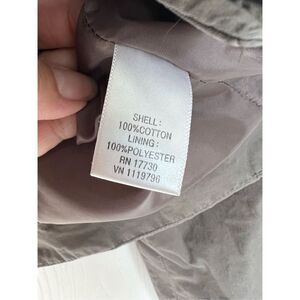 SHELL:
100%COTTON
LINING:
100%POLYESTER
RN 17730
VN 1119796